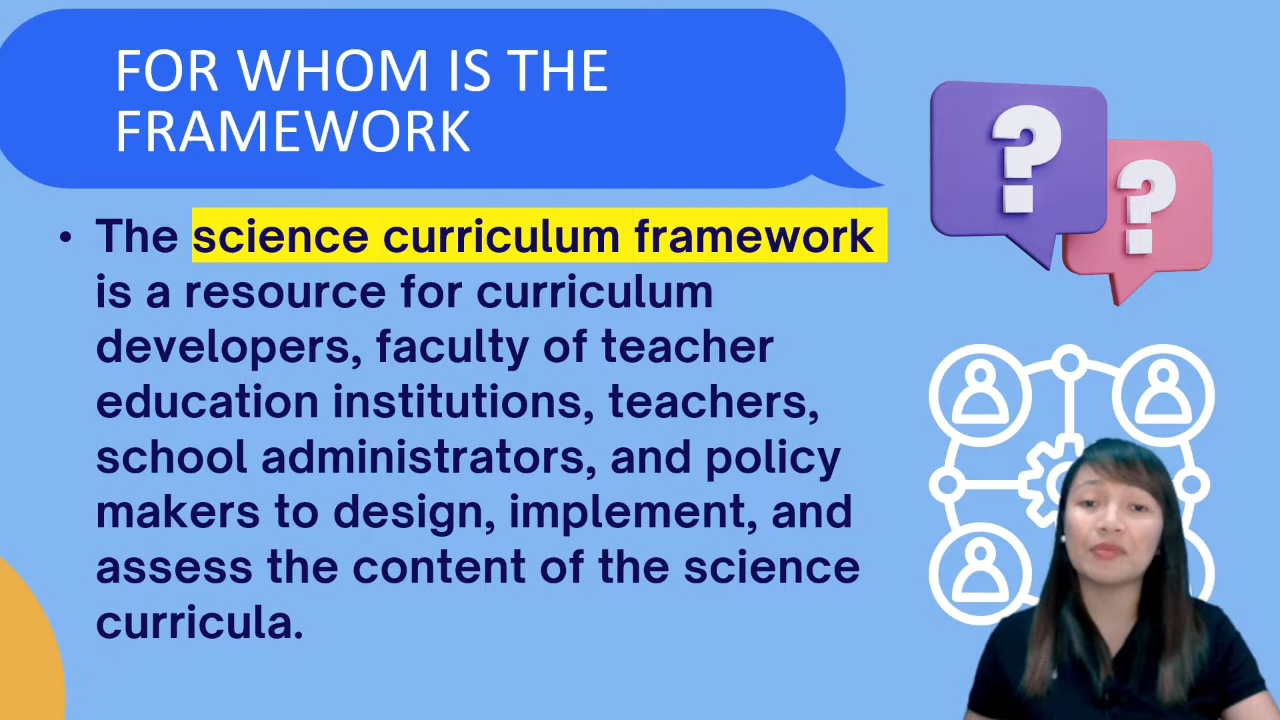 FOR WHOM IS THE
FRAMEWORK
? ?
• The science curriculum framework
is a resource for curriculum
developers, faculty of teacher
education institutions, teachers,
school administrators, and policy
makers to design, implement, and
assess the content of the science
curricula.